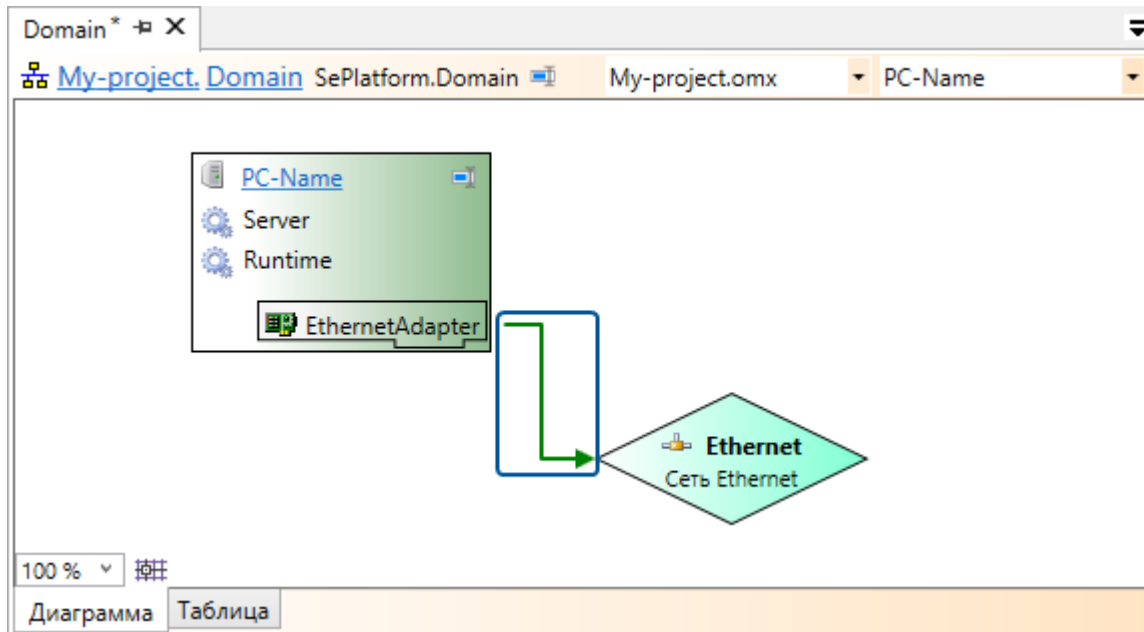 Domain*
My-project. Domain SePlatform.Domain My-project.omx PC-Name
PC-Name
Server
Runtime
EthernetAdapter
Ethernet
Сеть Ethernet
100 %
Диаграмма Таблица